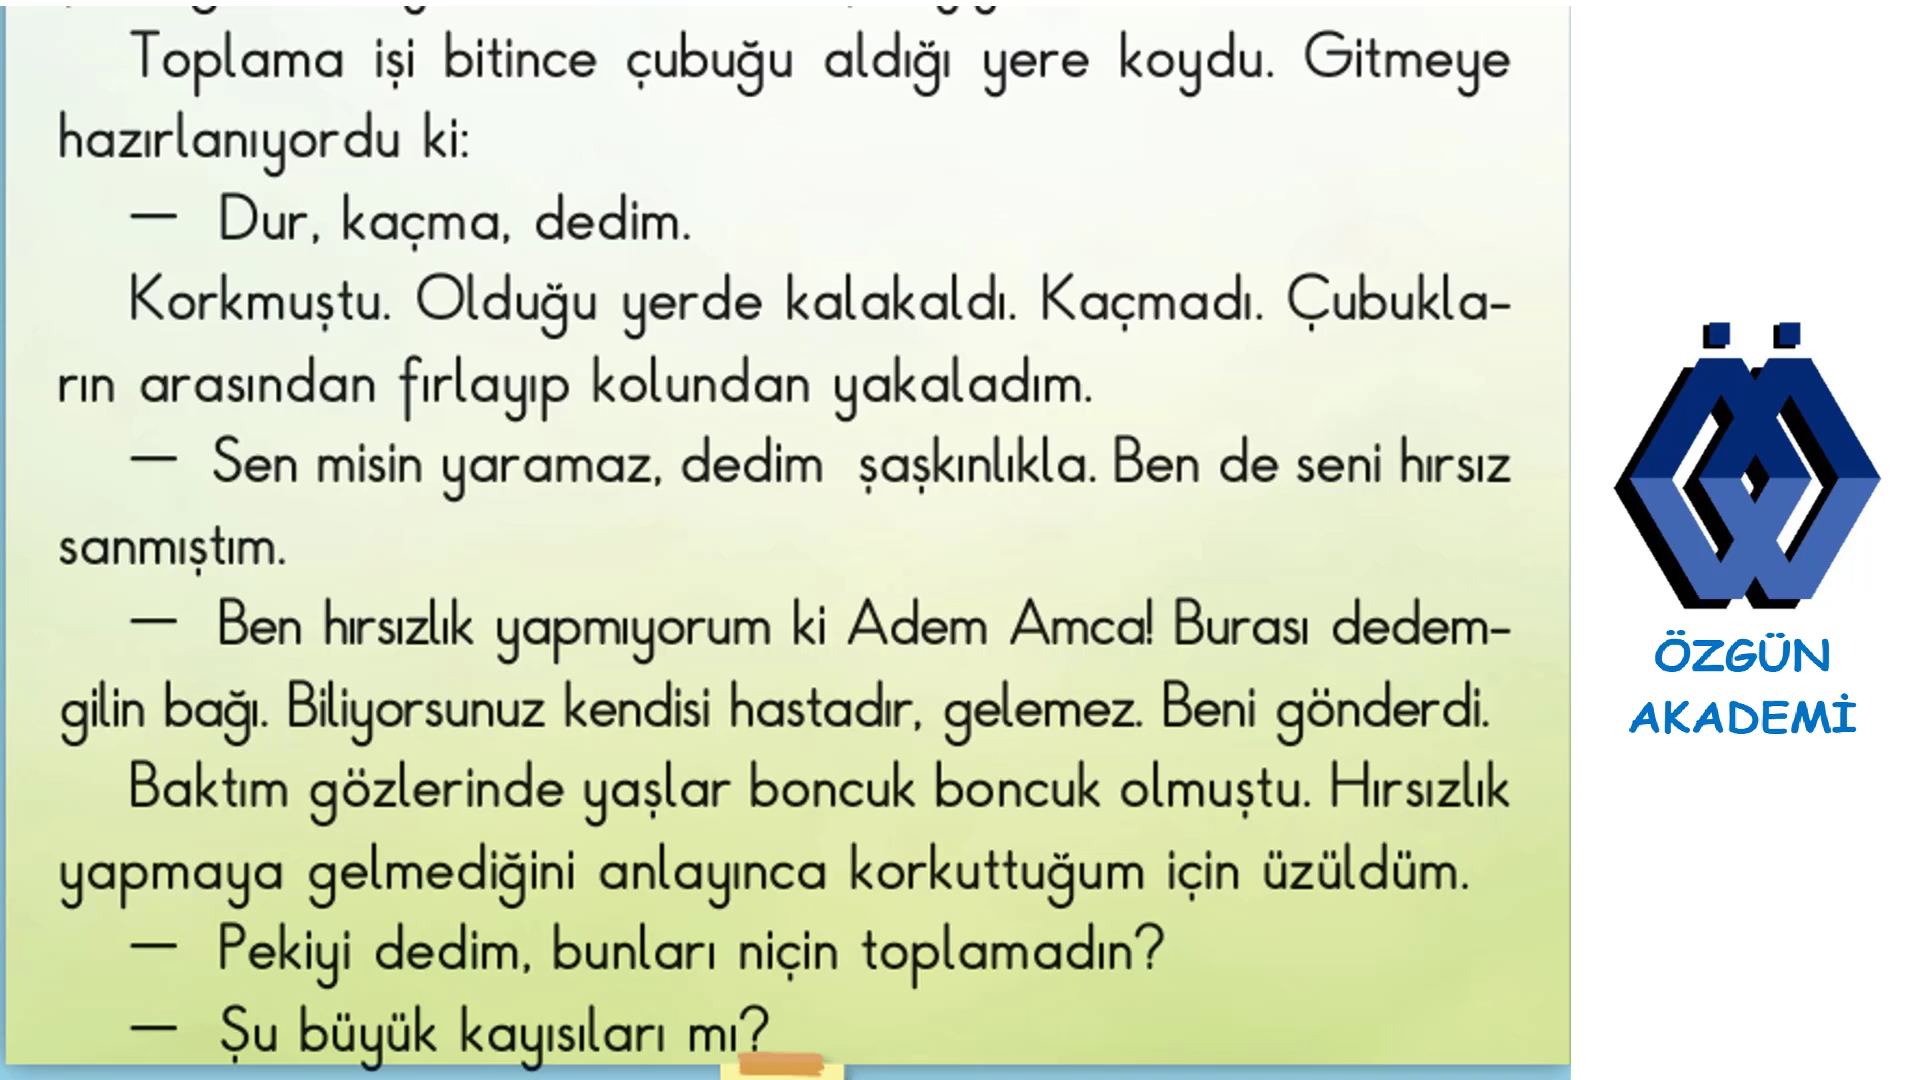 Toplama işi bitince çubuğu aldığı yere koydu. Gitmeye
hazırlanıyordu ki:
— Dur, kaçma, dedim.
Korkmuştu. Olduğu yerde kalakaldı. Kaçmadı. Çubukla-
rın arasından fırlayıp kolundan yakaladım.
— Sen misin yaramaz, dedim şaşkınlıkla. Ben de seni hırsız
sanmıştım.
— Ben hırsızlık yapmıyorum ki Adem Amca! Burası dedem-
gilin bağı. Biliyorsunuz kendisi hastadır, gelemez. Beni gönderdi.
Baktım gözlerinde yaşlar boncuk boncuk olmuştu. Hırsızlık
yapmaya gelmediğini anlayınca korkuttuğum için üzüldüm.
— Pekiyi dedim, bunları niçin toplamadın?
— Şu büyük kayısıları mı?
ÖZGÜN
AKADEMİ